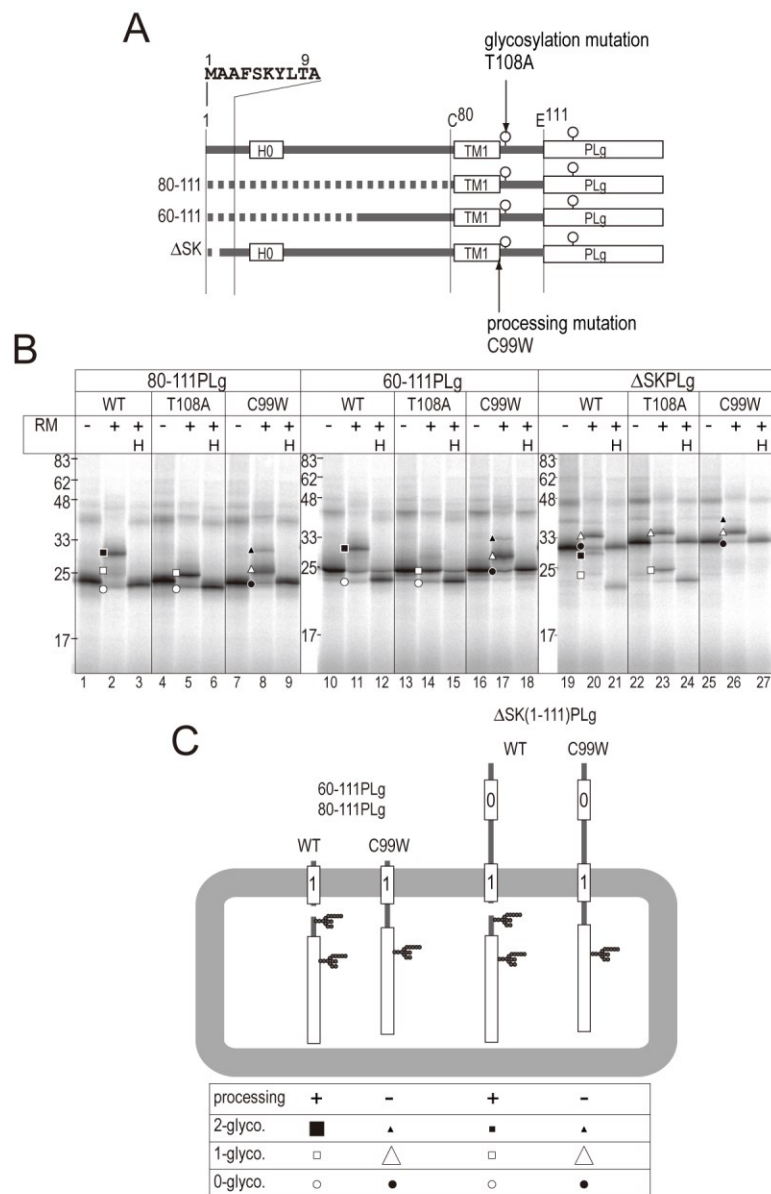 A
glycosylation mutation
T108A
1 9
MAAFSKYLTA
1 C80 E111
H0 TM1 PLg
80-111 TM1 PLg
60-111 TM1 PLg
ΔSK H0 TM1 PLg
processing mutation
C99W
B
80-111PLg 60-111PLg ΔSKPLg
WT T108A C99W WT T108A C99W WT T108A C99W
RM - + + - + + - + + - + + - + + - + + - + + - + + - + +
H H H H H H H H H
83 83 83
62 62 62
48 48 48
33 33 33
25 25 25
17 17 17
1 2 3 4 5 6 7 8 9 10 11 12 13 14 15 16 17 18 19 20 21 22 23 24 25 26 27
C
ΔSK(1-111)PLg
WT C99W
60-111PLg
80-111PLg
WT C99W
0 0
1 1 1 1
processing + - + -
2-glyco. ■ ▲ ■ ▲
1-glyco. □ △ □ △
0-glyco. ○ ● ○ ●